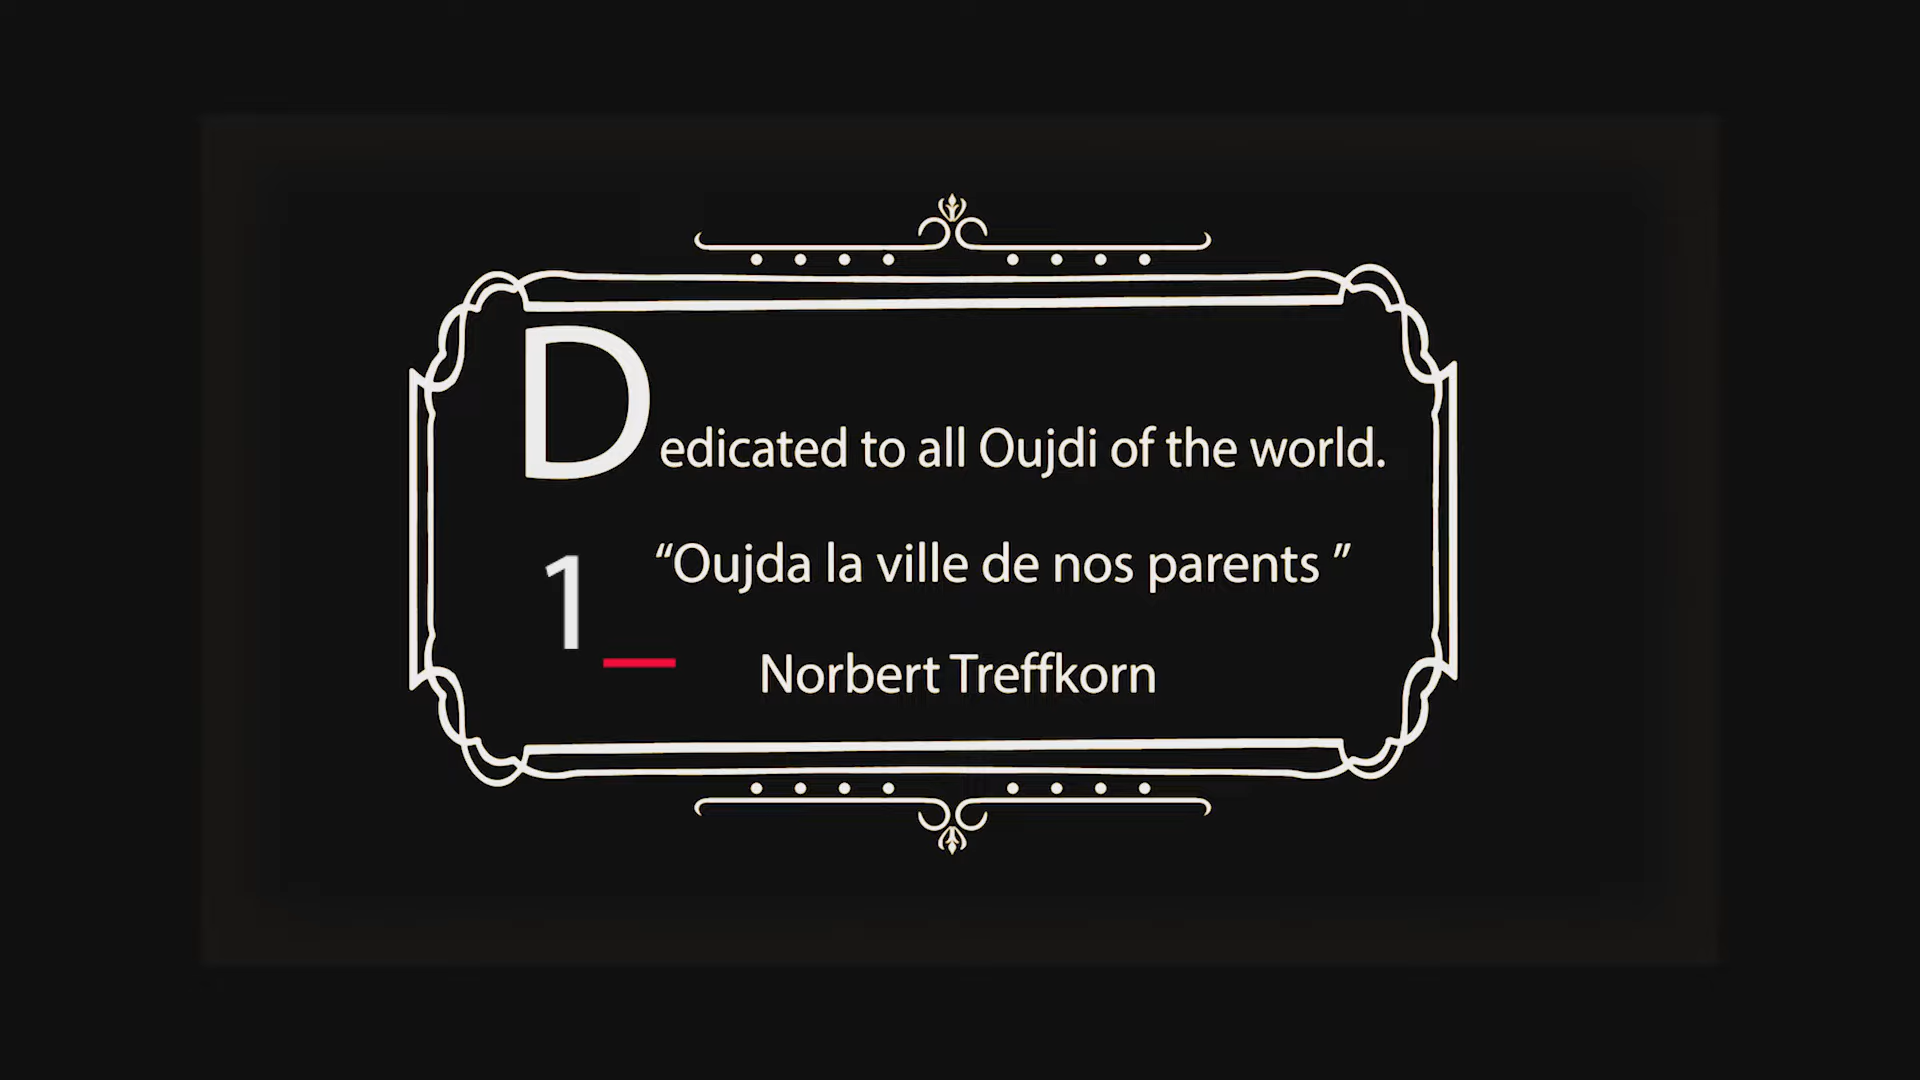 Dedicated to all Oujdi of the world.
1_ “Oujda la ville de nos parents ”
Norbert Treffkorn